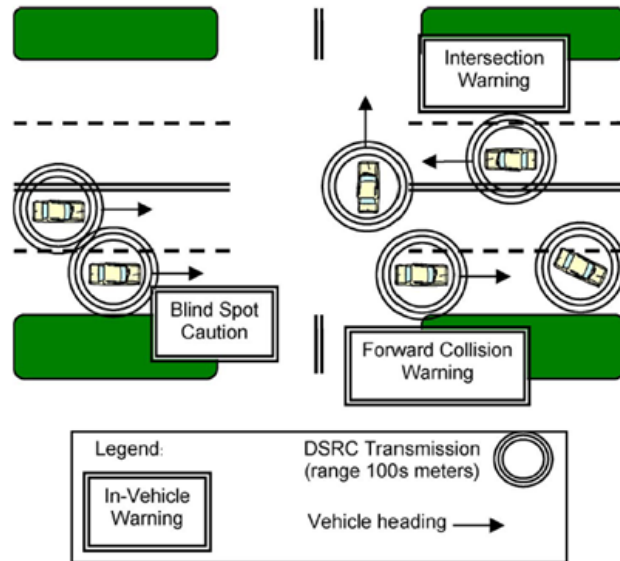 Intersection
Warning
Blind Spot
Caution
Forward Collision
Warning
Legend:
DSRC Transmission
(range 100s meters)
In-Vehicle
Warning
Vehicle heading